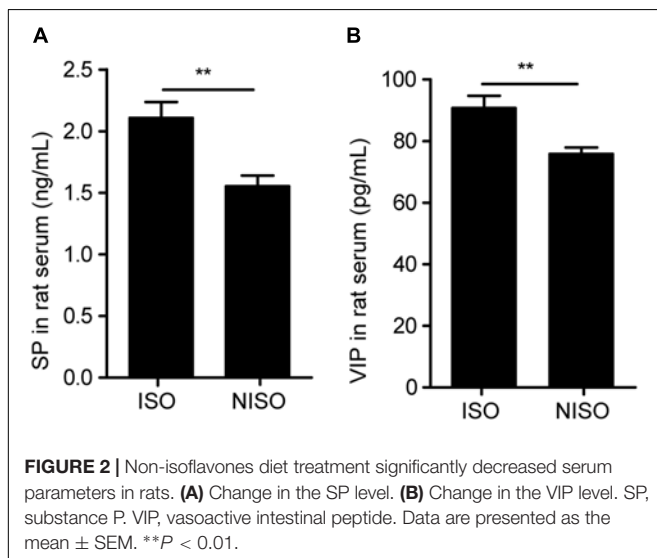 A
SP in rat serum (ng/mL)
2.5
2.0
1.5
1.0
0.5
0.0
**
ISO NISO
B
VIP in rat serum (pg/mL)
100
80
60
40
20
0
**
ISO NISO
FIGURE 2 | Non-isoflavones diet treatment significantly decreased serum
parameters in rats. (A) Change in the SP level. (B) Change in the VIP level. SP,
substance P. VIP, vasoactive intestinal peptide. Data are presented as the
mean ± SEM. **P < 0.01.